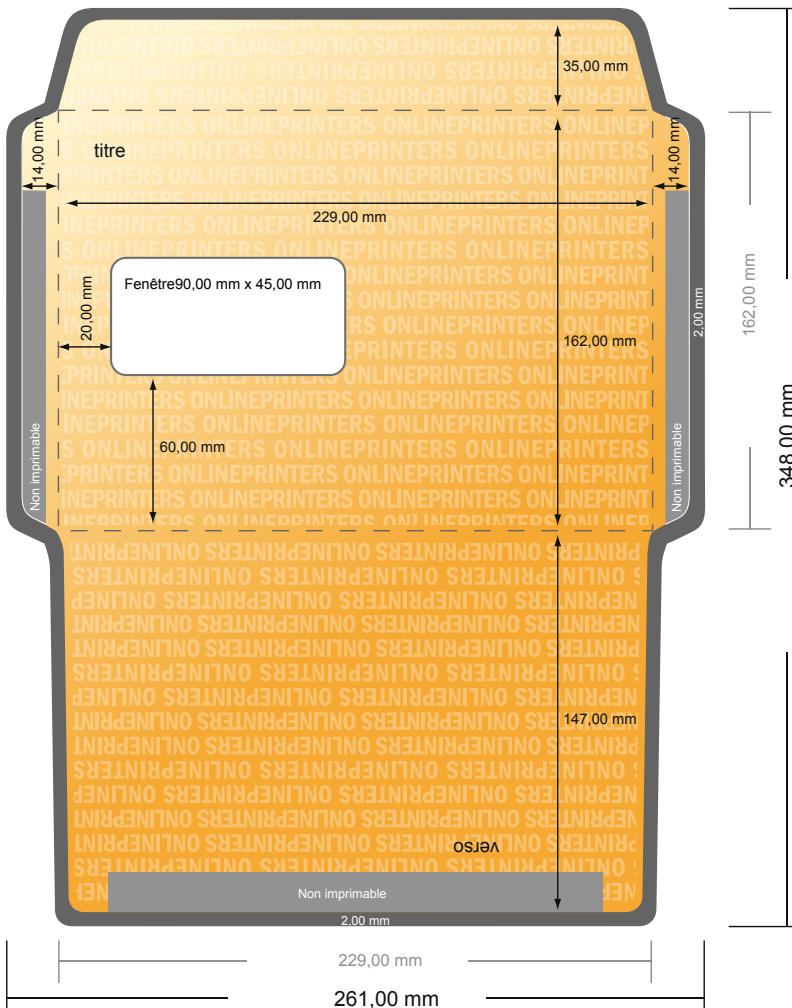 35,00 mm
titre
14,00 mm
14,00 mm
229,00 mm
Fenêtre90,00 mm x 45,00 mm
20,00 mm
162,00 mm
2,00 mm
162,00 mm
348,00 mm
60,00 mm
Non imprimable
Non imprimable
ONLINEPRINTERS ONLINEPRINTERS
147,00 mm
verso
Non imprimable
2,00 mm
229,00 mm
261,00 mm